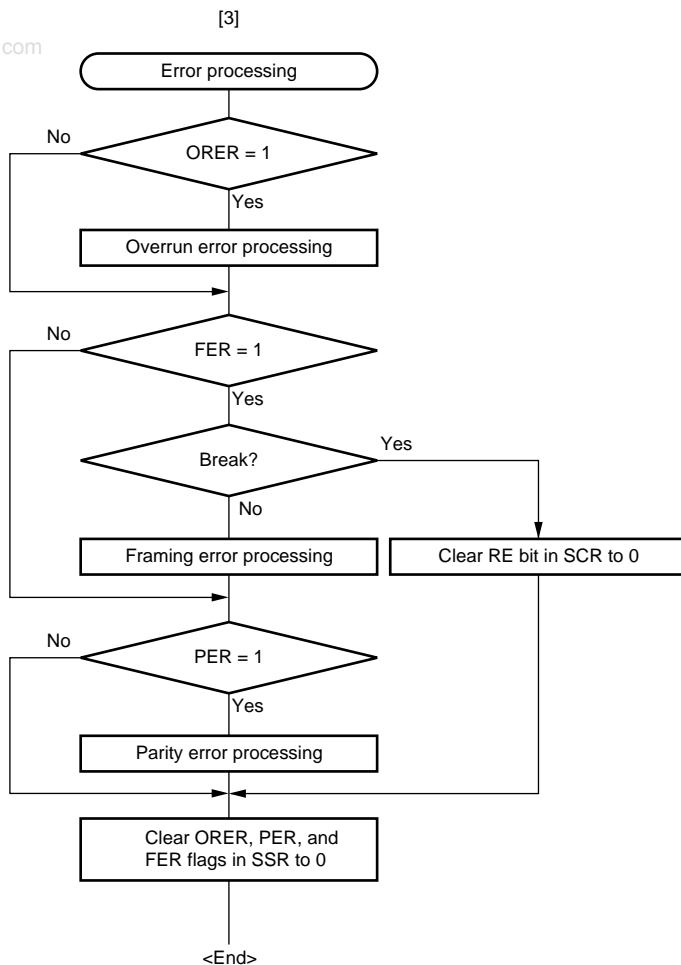 [3]
com
Error processing
No
ORER = 1
Yes
Overrun error processing
No
FER = 1
Yes
Break?
Yes
No
Framing error processing
Clear RE bit in SCR to 0
No
PER = 1
Yes
Parity error processing
Clear ORER, PER, and
FER flags in SSR to 0
<End>